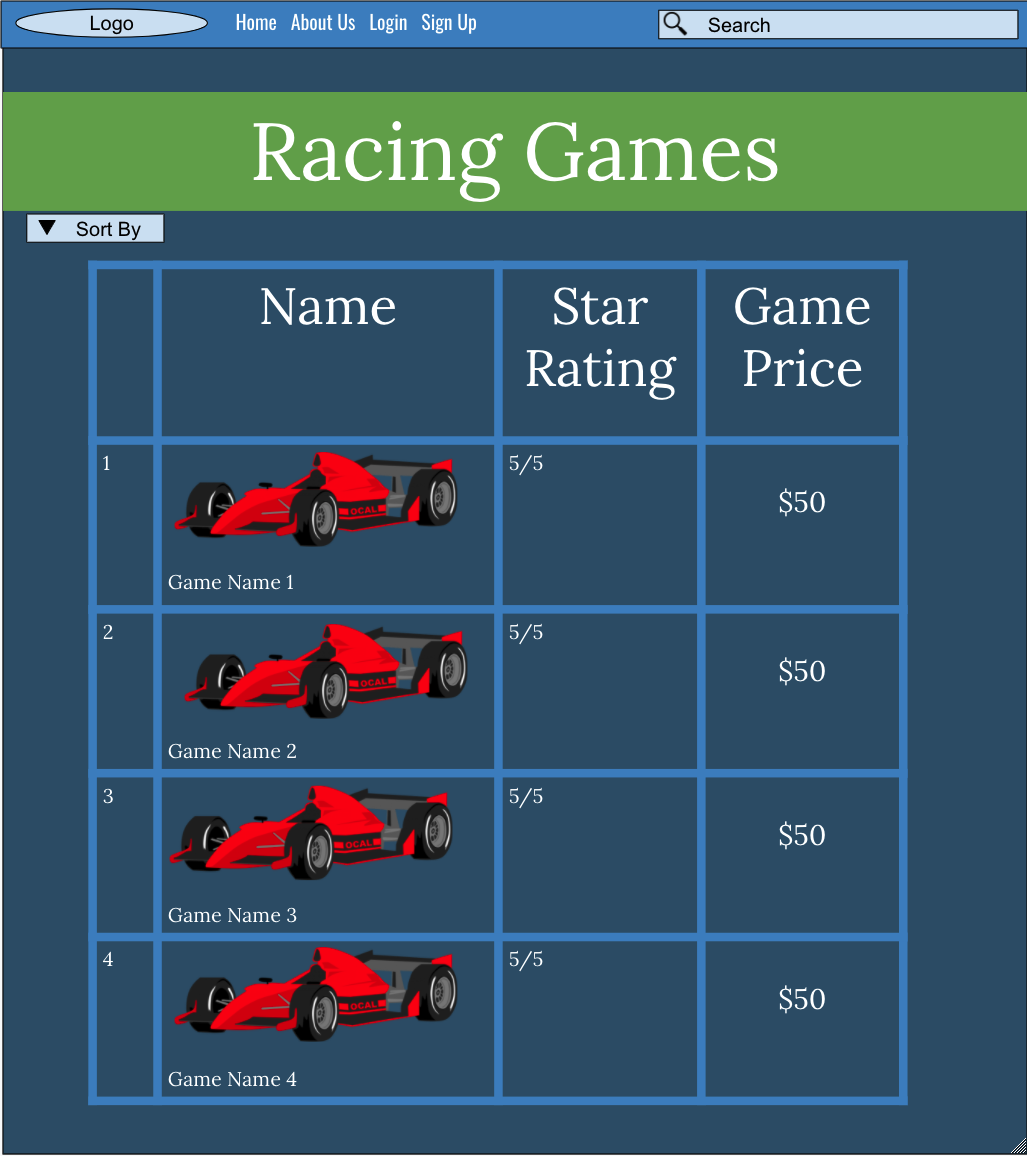 Logo Home About Us Login Sign Up Search
Racing Games
Sort By
Name Star Game
Rating Price
1 5/5
$50
OCAL
Game Name 1
2 5/5
$50
OCAL
Game Name 2
3 5/5
$50
OCAL
Game Name 3
4 5/5
$50
OCAL
Game Name 4